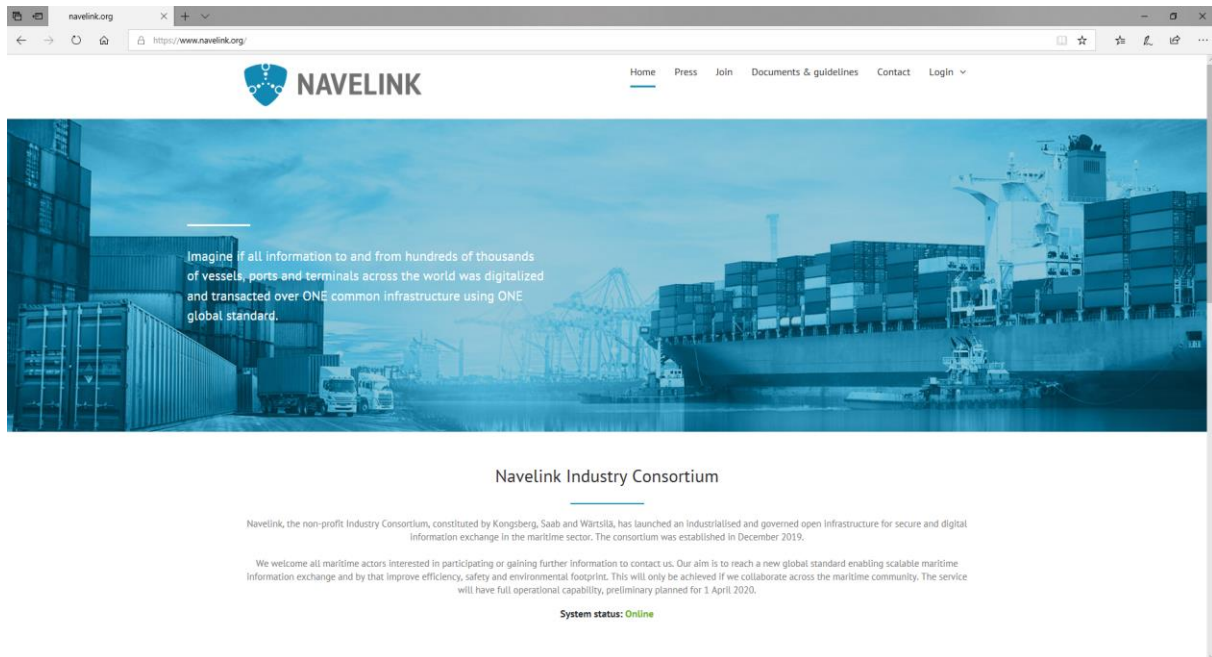 navelink.org
https://www.navelink.org/
NAVELINK
Home Press Join Documents & guidelines Contact Login
Imagine if all information to and from hundreds of thousands
of vessels, ports and terminals across the world was digitalized
and transacted over ONE common infrastructure using ONE
global standard.
Navelink Industry Consortium
Navelink, the non-profit Industry Consortium, constituted by Kongsberg, Saab and Wärtsilä, has launched an industrialised and governed open infrastructure for secure and digital
information exchange in the maritime sector. The consortium was established in December 2019.
We welcome all maritime actors interested in participating or gaining further information to contact us. Our aim is to reach a new global standard enabling scalable maritime
information exchange and by that improve efficiency, safety and environmental footprint. This will only be achieved if we collaborate across the maritime community. The service
will have full operational capability, preliminary planned for 1 April 2020.
System status: Online